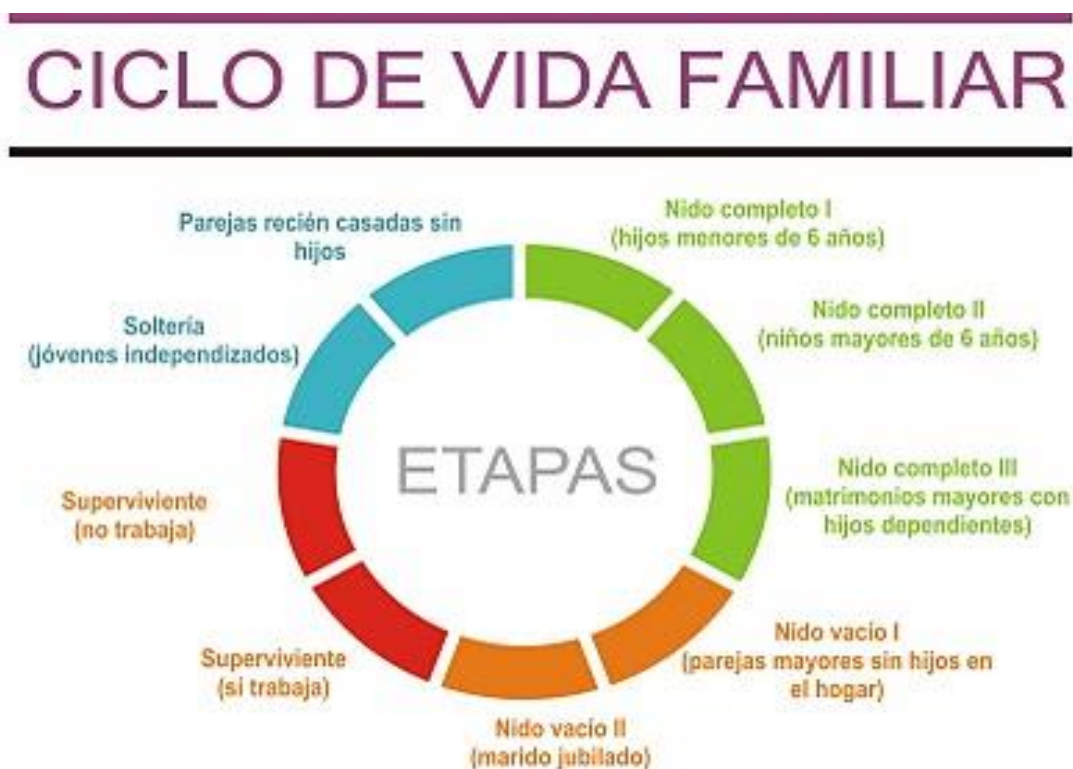 CICLO DE VIDA FAMILIAR
Parejas recién casadas sin
hijos
Nido completo I
(hijos menores de 6 años)
Soltería
(jóvenes independizados)
Nido completo II
(niños mayores de 6 años)
ETAPAS
Superviviente
(no trabaja)
Nido completo III
(matrimonios mayores con
hijos dependientes)
Superviviente
(si trabaja)
Nido vacío I
(parejas mayores sin hijos en
el hogar)
Nido vacío II
(marido jubilado)